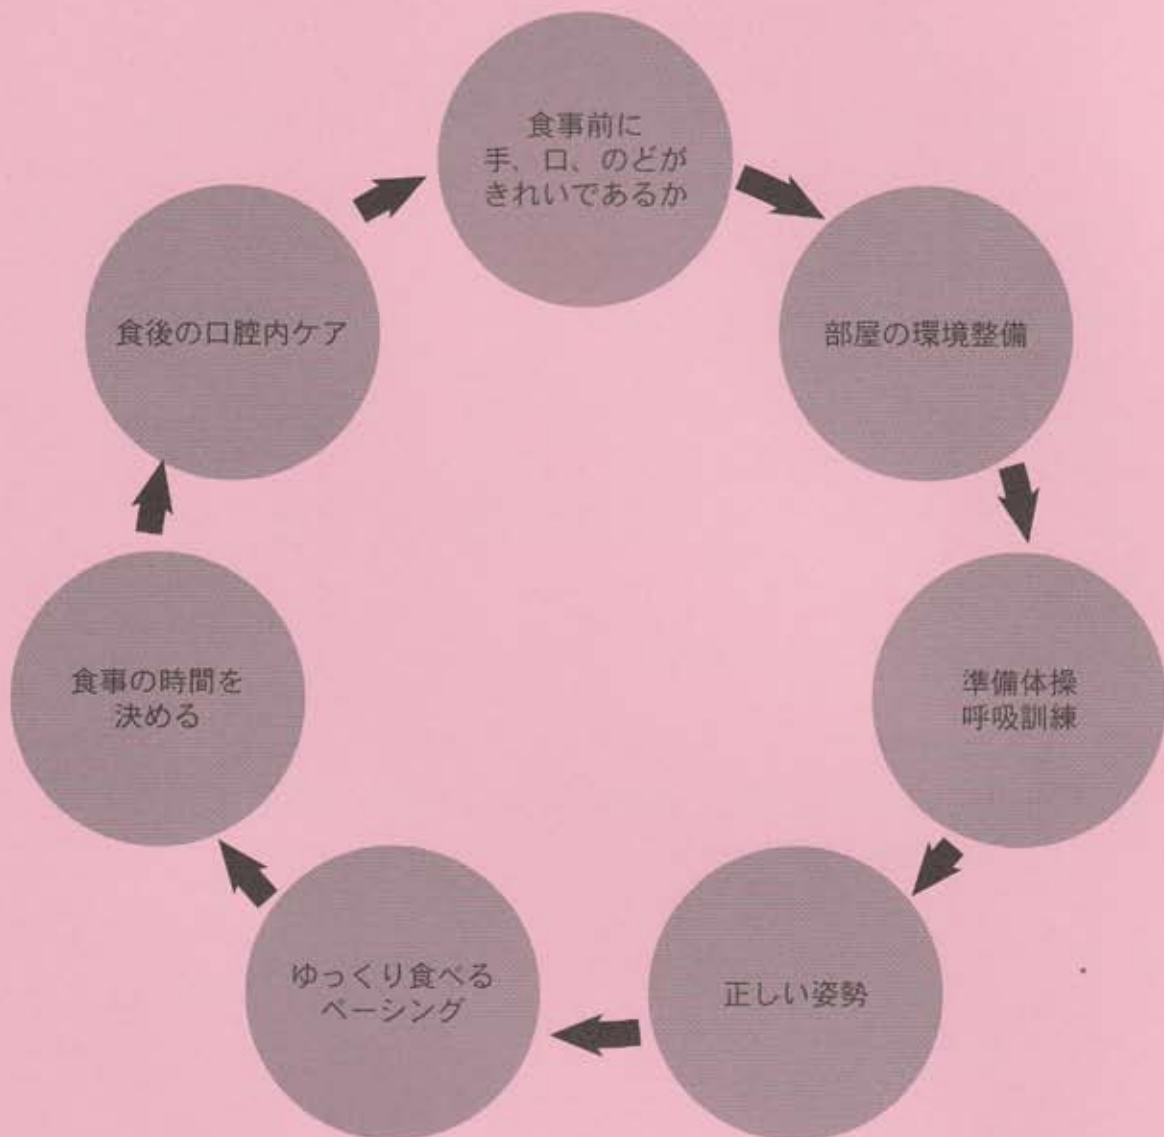 食事前に
手、口、のどが
きれいであるか
部屋の環境整備
準備体操
呼吸訓練
正しい姿勢
ゆっくり食べる
ペーシング
食事の時間を
決める
食後の口腔内ケア